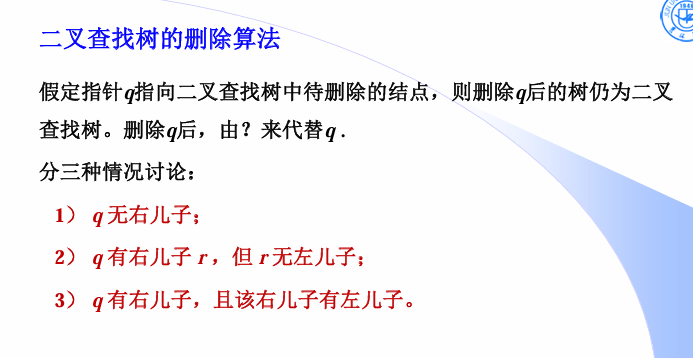 二叉查找树的删除算法
假定指针q指向二叉查找树中待删除的结点，则删除q后的树仍为二叉
查找树。删除q后，由？来代替q .
分三种情况讨论：
1） q 无右儿子；
2） q 有右儿子 r ，但 r 无左儿子；
3） q 有右儿子，且该右儿子有左儿子。